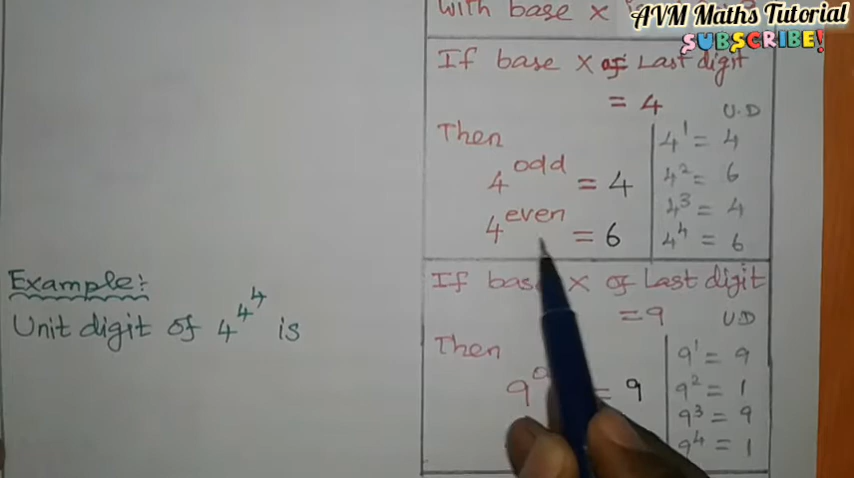 with base x
AVM Maths Tutorial
SUBSCRIBE!
If base x of Last digit
= 4
U.D
Then
4^odd = 4
4^even = 6
4^1 = 4
4^2 = 6
4^3 = 4
4^4 = 6
Example:
Unit digit of 4^4^4 is
If base x of Last digit
= 9
UD
Then
9 = 9
9^1 = 9
9^2 = 1
9^3 = 9
9^4 = 1